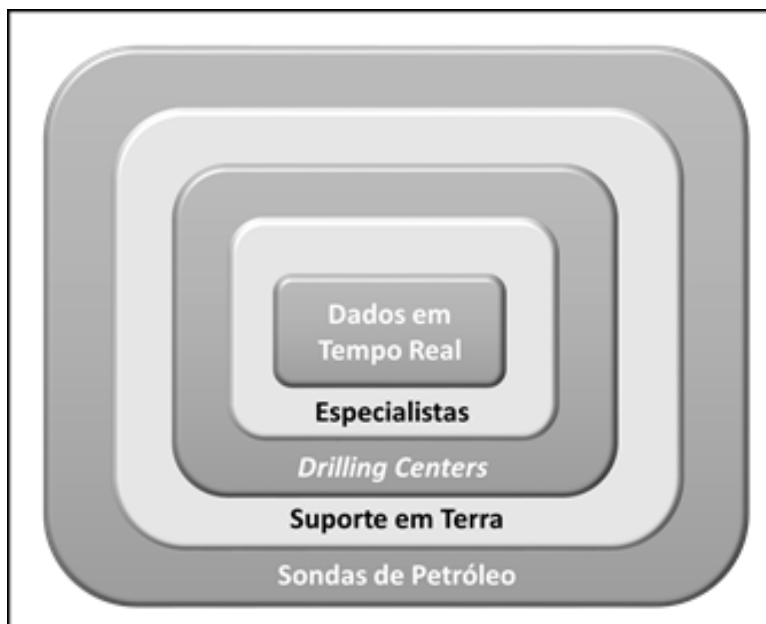 Dados em
Tempo Real
Especialistas
Drilling Centers
Suporte em Terra
Sondas de Petróleo